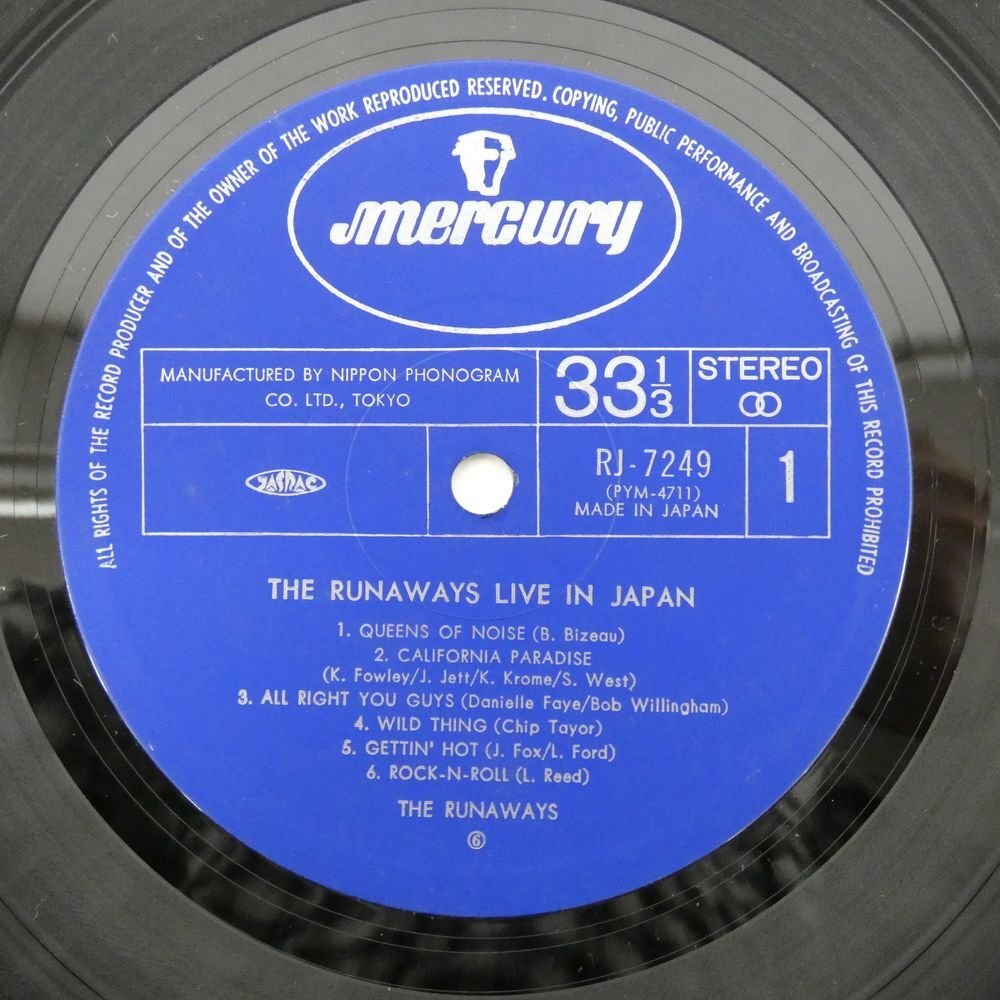 ALL RIGHTS OF THE RECORD PRODUCER AND OF THE OWNER OF THE WORK REPRODUCED RESERVED. COPYING, PUBLIC PERFORMANCE AND BROADCASTING OF THIS RECORD PROHIBITED
mercury
MANUFACTURED BY NIPPON PHONOGRAM
CO. LTD., TOKYO
33 1/3
STEREO
JASRAC
RJ-7249
(PYM-4711)
MADE IN JAPAN
1
THE RUNAWAYS LIVE IN JAPAN
1. QUEENS OF NOISE (B. Bizeau)
2. CALIFORNIA PARADISE
(K. Fowley/J. Jett/K. Krome/S. West)
3. ALL RIGHT YOU GUYS (Danielle Faye/Bob Willingham)
4. WILD THING (Chip Tayor)
5. GETTIN' HOT (J. Fox/L. Ford)
6. ROCK-N-ROLL (L. Reed)
THE RUNAWAYS
⑥